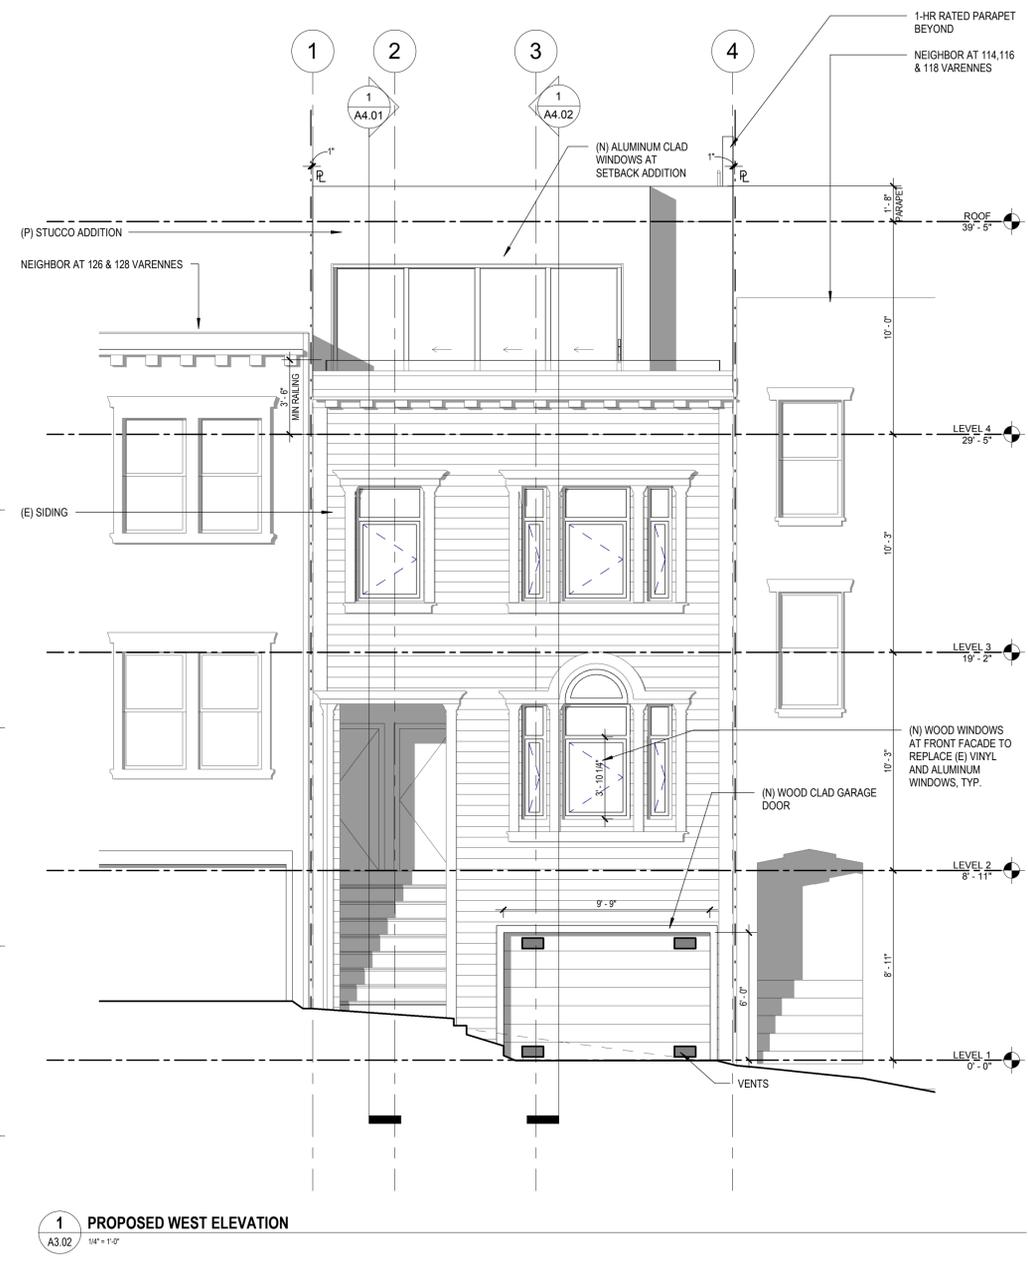 1-HR RATED PARAPET
BEYOND
NEIGHBOR AT 114,116
& 118 VARENNES
1
2
3
4
1
A4.01
1
A4.02
(N) ALUMINUM CLAD
WINDOWS AT
SETBACK ADDITION
1"
1"
PL
PL
1' - 8"
PARAPET
ROOF
39' - 5"
(P) STUCCO ADDITION
NEIGHBOR AT 126 & 128 VARENNES
10' - 0"
3' - 6"
MIN RAILING
LEVEL 4
29' - 5"
(E) SIDING
10' - 3"
LEVEL 3
19' - 2"
(N) WOOD WINDOWS
AT FRONT FACADE TO
REPLACE (E) VINYL
AND ALUMINUM
WINDOWS, TYP.
10' - 3"
3' - 10 1/4"
(N) WOOD CLAD GARAGE
DOOR
LEVEL 2
8' - 11"
9' - 9"
8' - 11"
6' - 0"
LEVEL 1
0' - 0"
VENTS
1
A3.02
PROPOSED WEST ELEVATION
1/4" = 1'-0"